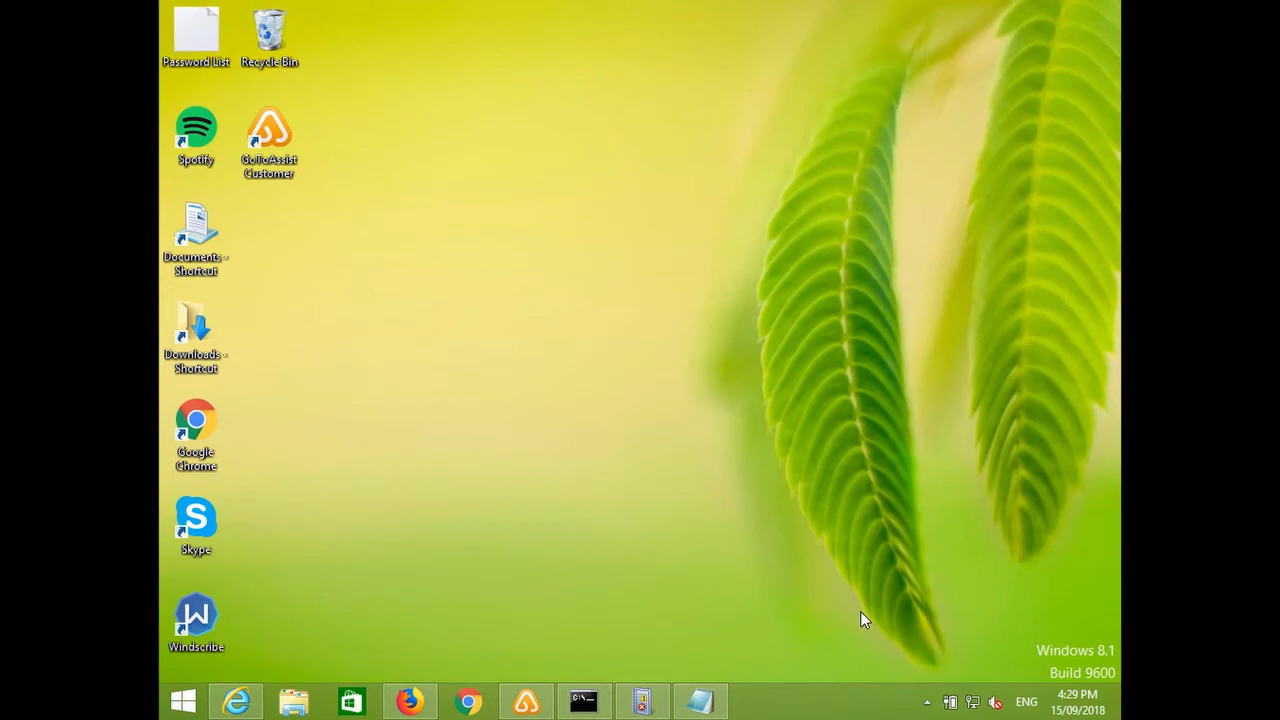 Password List
Recycle Bin
Spotify
GoToAssist
Customer
Documents -
Shortcut
Downloads -
Shortcut
Google
Chrome
S
Skype
W
Windscribe
Windows 8.1
Build 9600
C:\
ENG
4:29 PM
15/09/2018